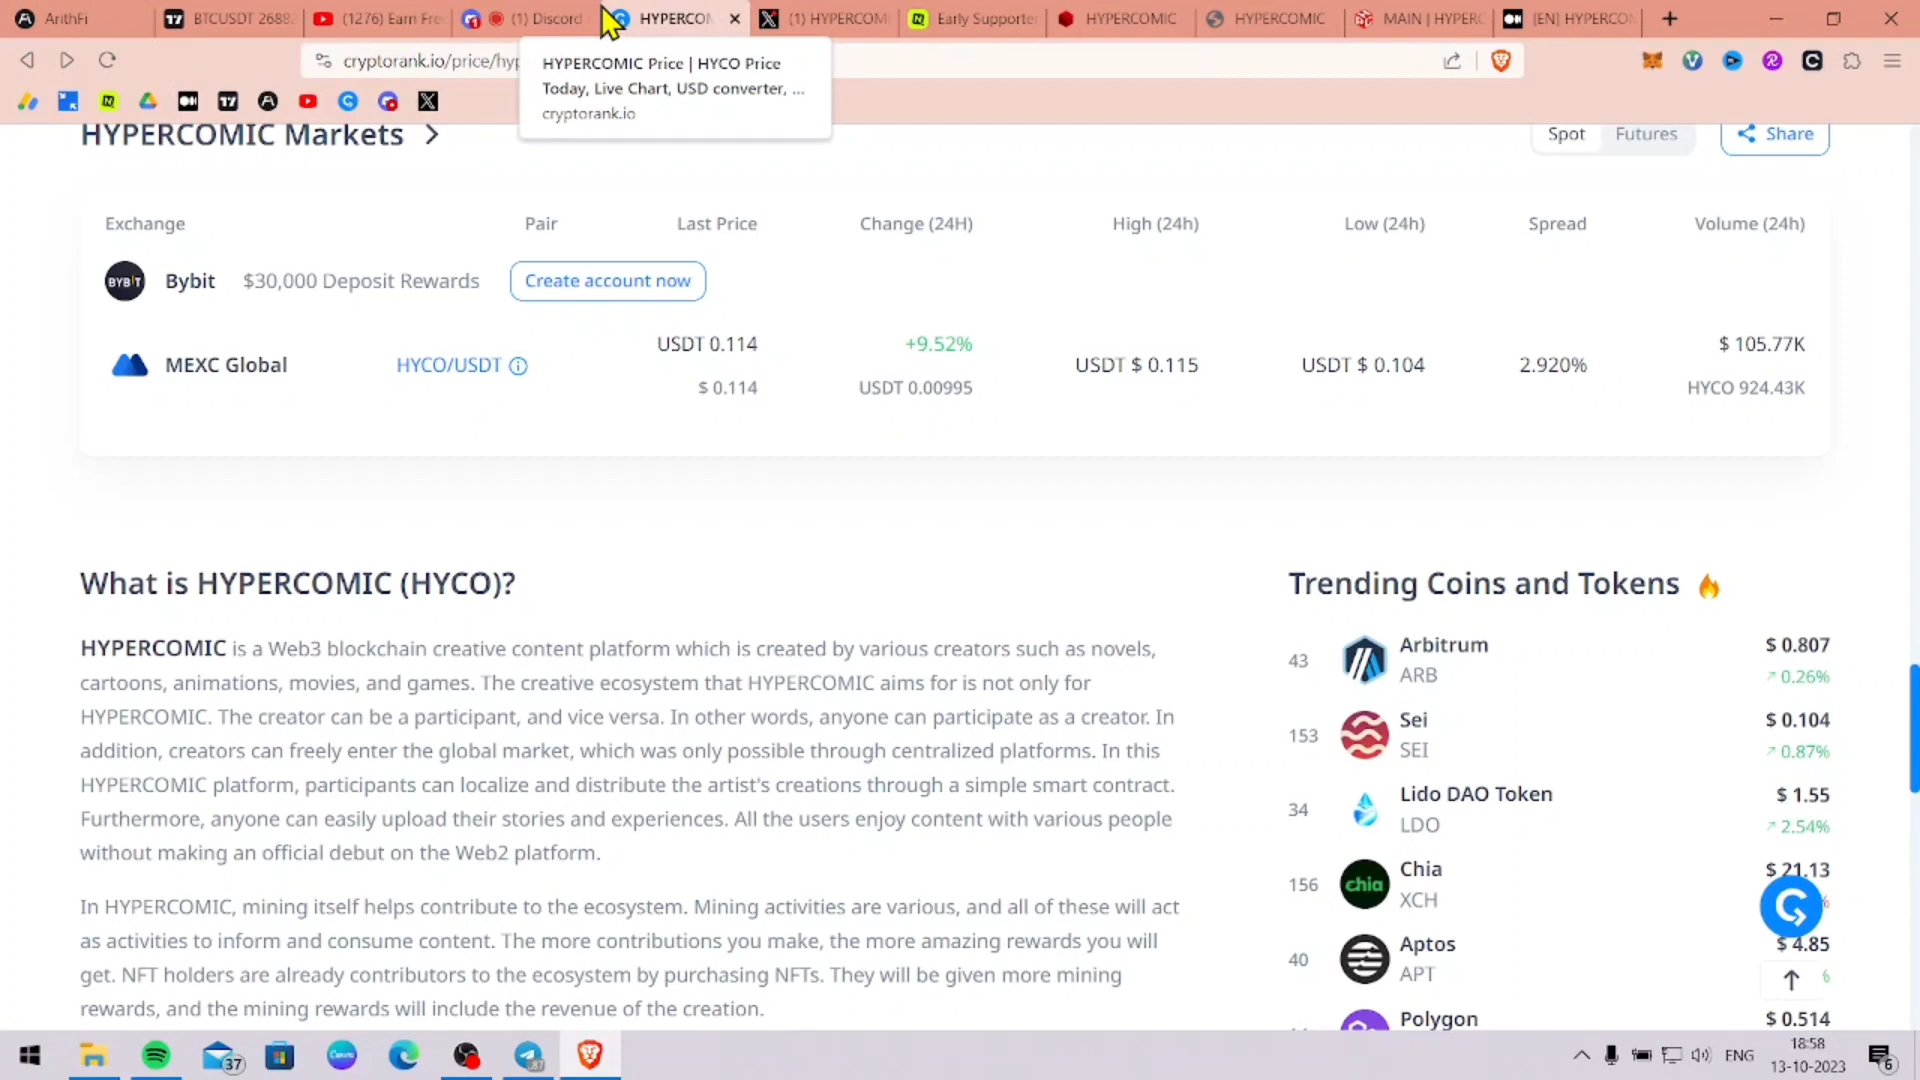 ArithFi
BTCUSDT 2688
(1276) Earn Fre
(1) Discord
HYPERCOM
(1) HYPERCOMI
Early Supporte
HYPERCOMIC
HYPERCOMIC
MAIN | HYPERC
[EN] HYPERCON
cryptorank.io/price/hyp
HYPERCOMIC Price | HYCO Price
Today, Live Chart, USD converter, ...
cryptorank.io
HYPERCOMIC Markets
Spot Futures
Share
Exchange Pair Last Price Change (24H) High (24h) Low (24h) Spread Volume (24h)
BYBIT Bybit $30,000 Deposit Rewards Create account now
MEXC Global HYCO/USDT USDT 0.114 +9.52% USDT $ 0.115 USDT $ 0.104 2.920% $ 105.77K
$ 0.114 USDT 0.00995 HYCO 924.43K
What is HYPERCOMIC (HYCO)?
HYPERCOMIC is a Web3 blockchain creative content platform which is created by various creators such as novels,
cartoons, animations, movies, and games. The creative ecosystem that HYPERCOMIC aims for is not only for
HYPERCOMIC. The creator can be a participant, and vice versa. In other words, anyone can participate as a creator. In
addition, creators can freely enter the global market, which was only possible through centralized platforms. In this
HYPERCOMIC platform, participants can localize and distribute the artist's creations through a simple smart contract.
Furthermore, anyone can easily upload their stories and experiences. All the users enjoy content with various people
without making an official debut on the Web2 platform.
In HYPERCOMIC, mining itself helps contribute to the ecosystem. Mining activities are various, and all of these will act
as activities to inform and consume content. The more contributions you make, the more amazing rewards you will
get. NFT holders are already contributors to the ecosystem by purchasing NFTs. They will be given more mining
rewards, and the mining rewards will include the revenue of the creation.
Trending Coins and Tokens
43 Arbitrum $ 0.807
ARB 0.26%
153 Sei $ 0.104
SEI 0.87%
34 Lido DAO Token $ 1.55
LDO 2.54%
156 chia Chia $ 21.13
XCH
40 Aptos $ 4.85
APT
Polygon $ 0.514
37
87
ENG
18:58
13-10-2023
6